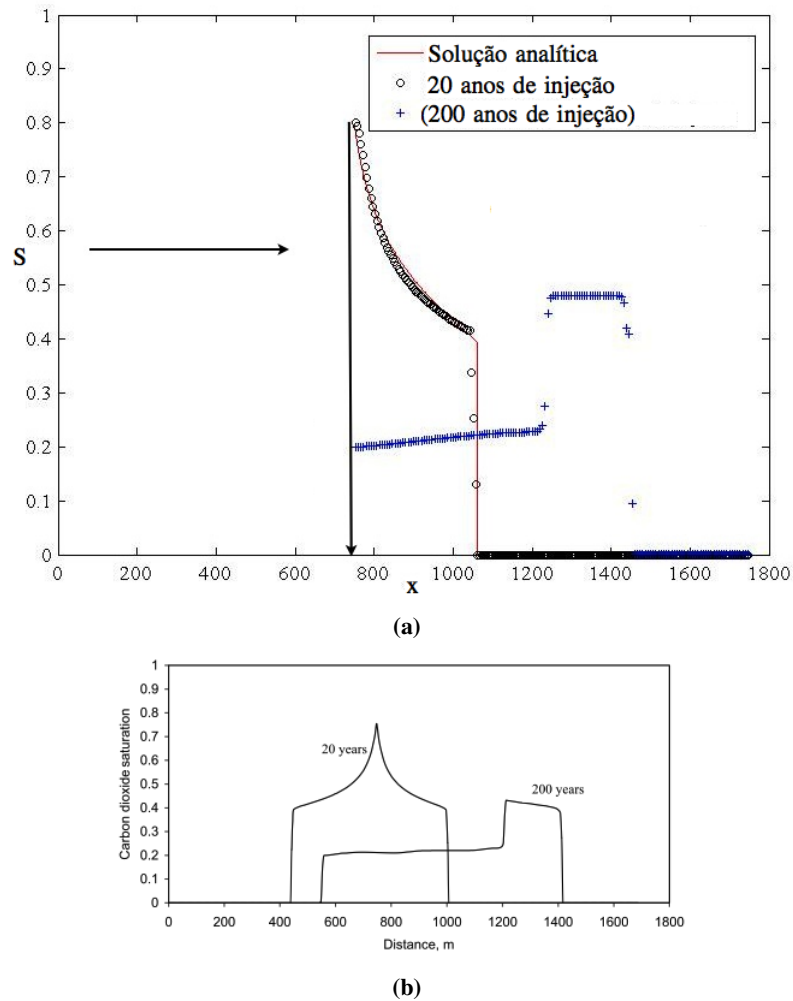 1
0.9
0.8
0.7
0.6
0.5
0.4
0.3
0.2
0.1
0
S
Solução analítica
20 anos de injeção
(200 anos de injeção)
0 200 400 600 800 1000 1200 1400 1600 1800
x
(a)
1
0.9
0.8
0.7
0.6
0.5
0.4
0.3
0.2
0.1
0
Carbon dioxide saturation
20 years
200 years
0 200 400 600 800 1000 1200 1400 1600 1800
Distance, m
(b)